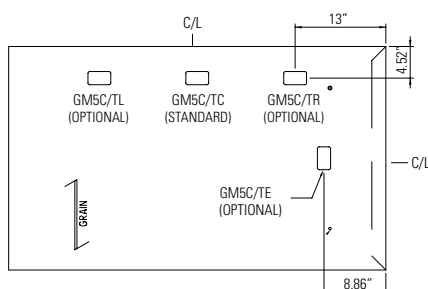 C/L
13”
4.52”
GM5C/TL
(OPTIONAL)
GM5C/TC
(STANDARD)
GM5C/TR
(OPTIONAL)
C/L
GM5C/TE
(OPTIONAL)
GRAIN
8.86”